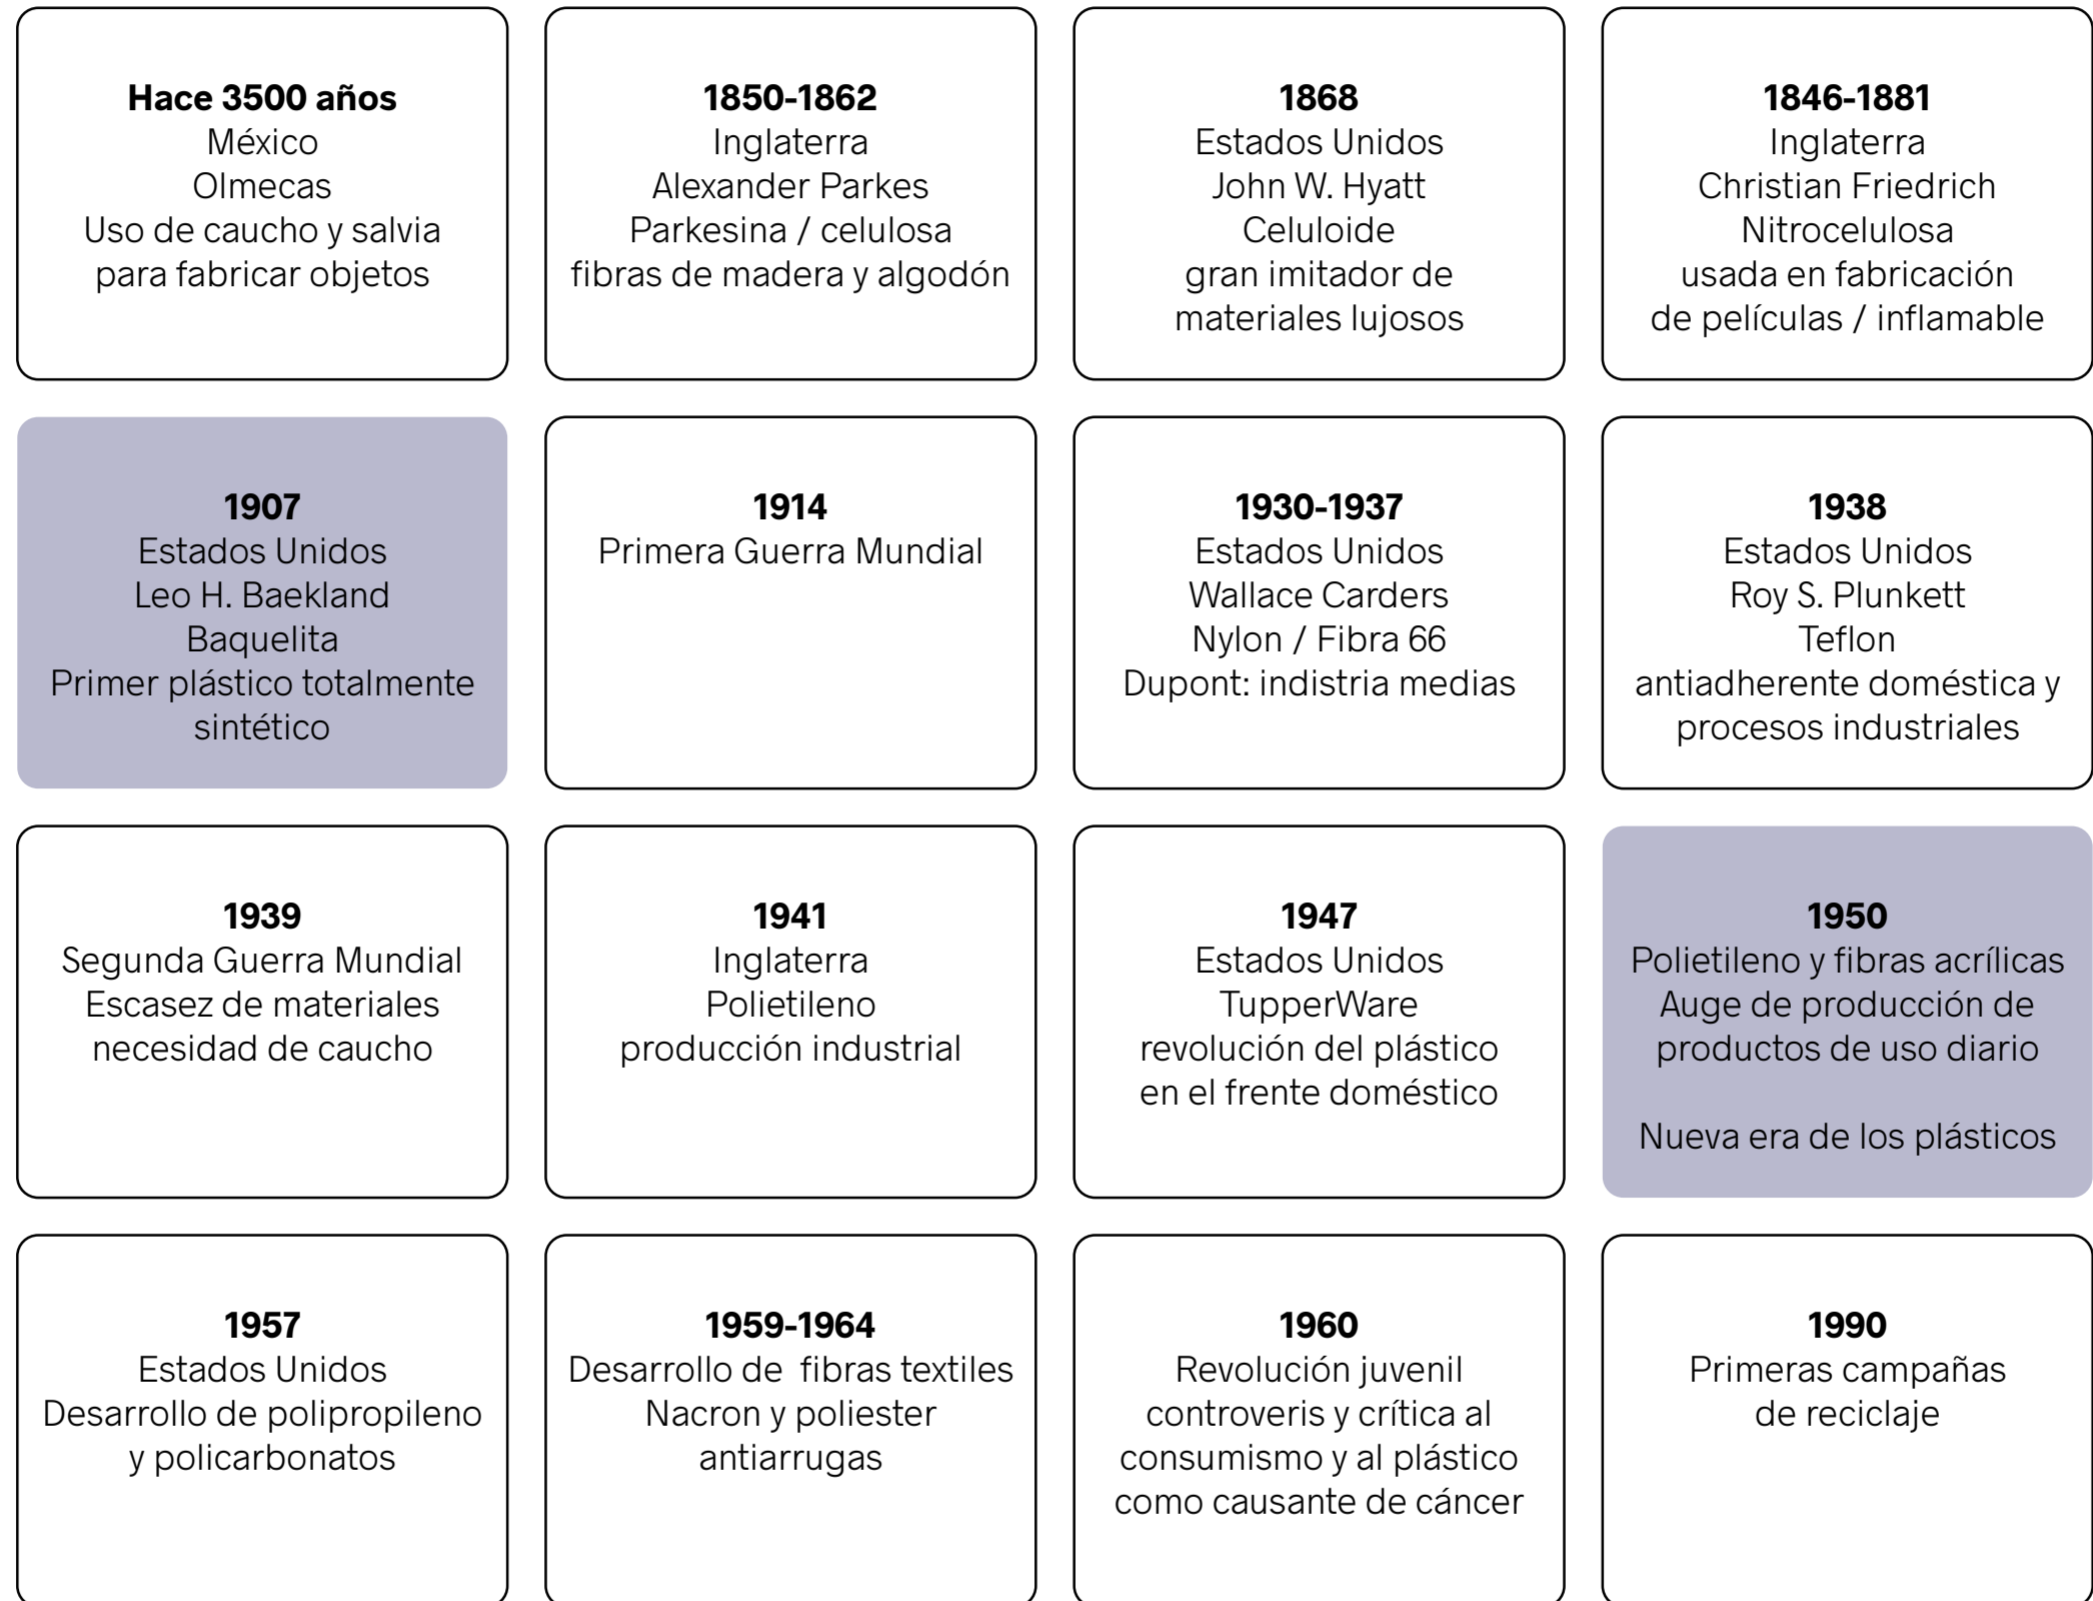 Hace 3500 años
México
Olmecas
Uso de caucho y salvia
para fabricar objetos
1850-1862
Inglaterra
Alexander Parkes
Parkesina / celulosa
fibras de madera y algodón
1868
Estados Unidos
John W. Hyatt
Celuloide
gran imitador de
materiales lujosos
1846-1881
Inglaterra
Christian Friedrich
Nitrocelulosa
usada en fabricación
de películas / inflamable
1907
Estados Unidos
Leo H. Baekland
Baquelita
Primer plástico totalmente
sintético
1914
Primera Guerra Mundial
1930-1937
Estados Unidos
Wallace Carders
Nylon / Fibra 66
Dupont: indistria medias
1938
Estados Unidos
Roy S. Plunkett
Teflon
antiadherente doméstica y
procesos industriales
1939
Segunda Guerra Mundial
Escasez de materiales
necesidad de caucho
1941
Inglaterra
Polietileno
producción industrial
1947
Estados Unidos
TupperWare
revolución del plástico
en el frente doméstico
1950
Polietileno y fibras acrílicas
Auge de producción de
productos de uso diario
Nueva era de los plásticos
1957
Estados Unidos
Desarrollo de polipropileno
y policarbonatos
1959-1964
Desarrollo de fibras textiles
Nacron y poliester
antiarrugas
1960
Revolución juvenil
controveris y crítica al
consumismo y al plástico
como causante de cáncer
1990
Primeras campañas
de reciclaje